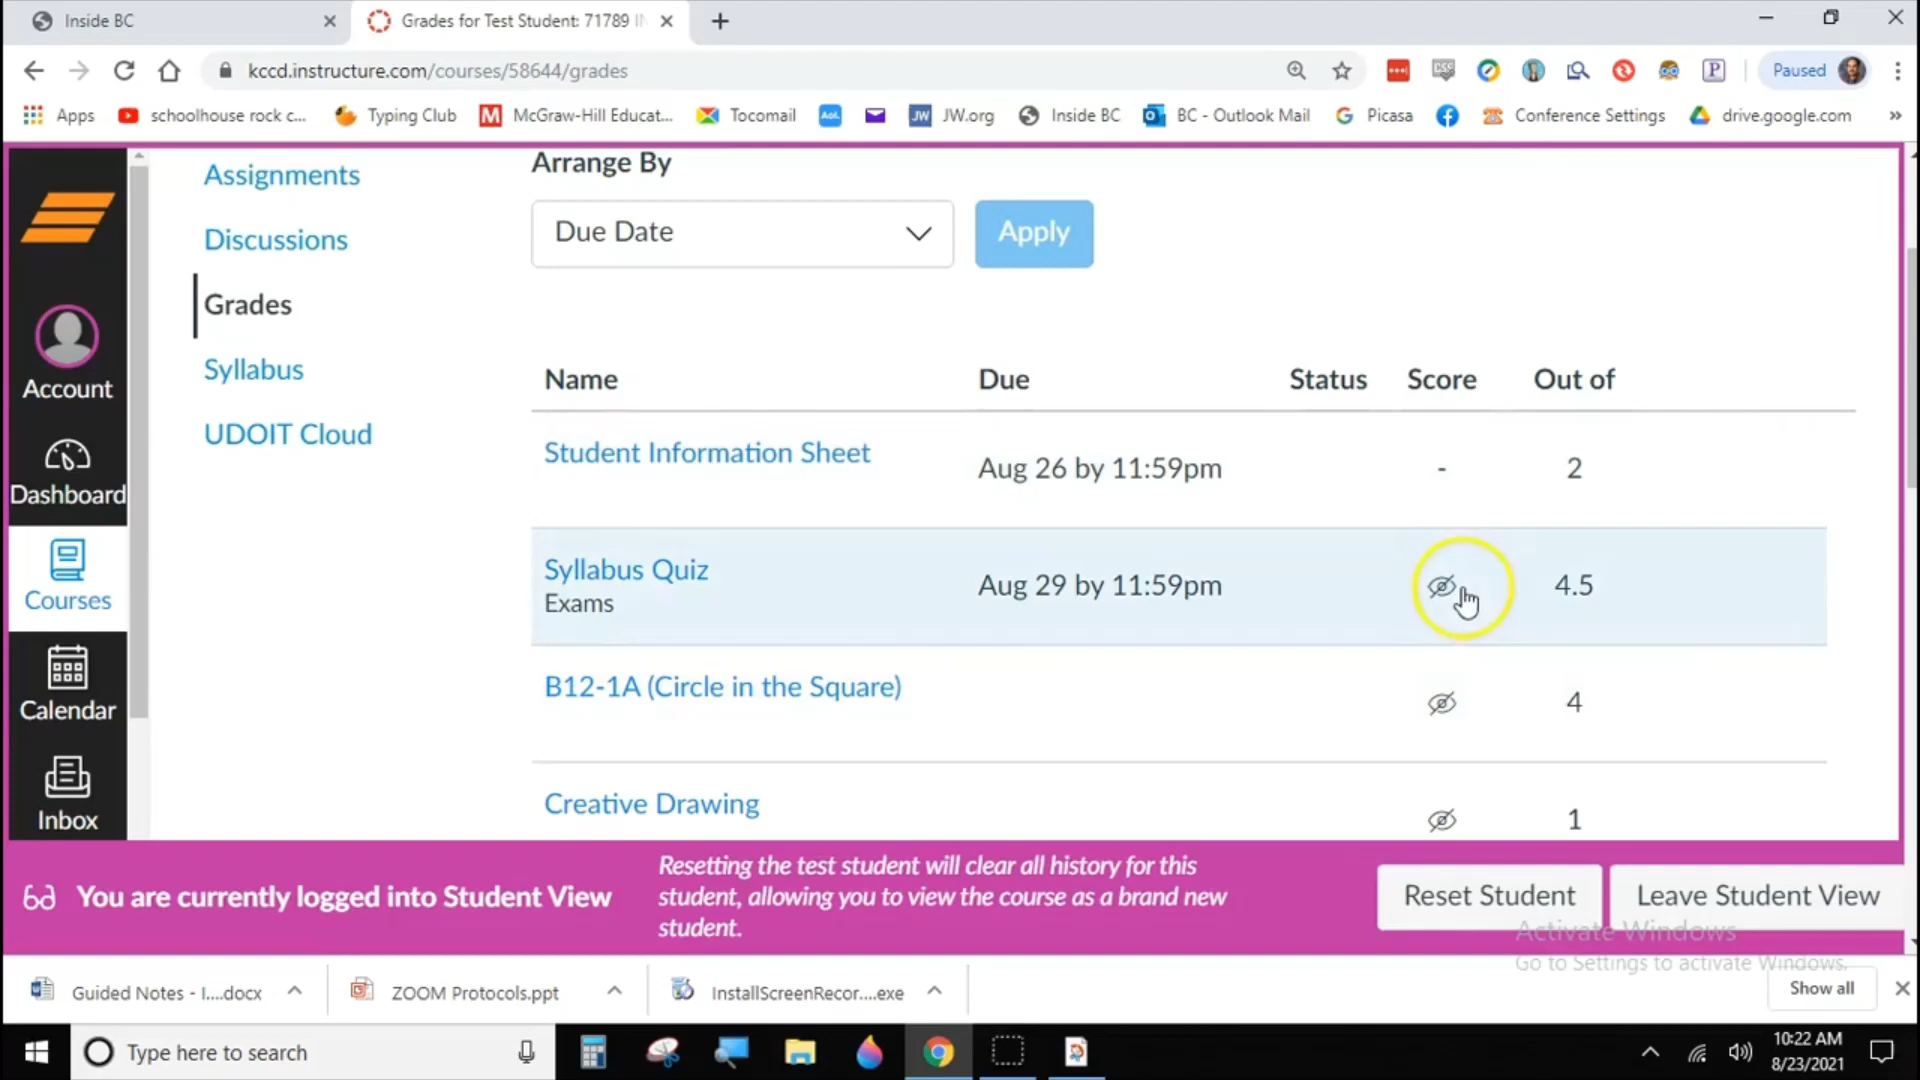 Inside BC
Grades for Test Student: 71789 IN
kccd.instructure.com/courses/58644/grades
Paused
Apps
schoolhouse rock c...
Typing Club
McGraw-Hill Educat...
Tocomail
Aol.
JW JW.org
Inside BC
BC - Outlook Mail
Picasa
Conference Settings
drive.google.com
»
Account
Dashboard
Courses
Calendar
Inbox
Assignments
Discussions
Grades
Syllabus
UDOIT Cloud
Arrange By
Due Date
Apply
Name Due Status Score Out of
Student Information Sheet Aug 26 by 11:59pm - 2
Syllabus Quiz Aug 29 by 11:59pm 4.5
Exams
B12-1A (Circle in the Square) 4
Creative Drawing 1
You are currently logged into Student View
Resetting the test student will clear all history for this
student, allowing you to view the course as a brand new
student.
Reset Student
Leave Student View
Activate Windows
Go to Settings to activate Windows.
Guided Notes - I....docx
ZOOM Protocols.ppt
InstallScreenRecor....exe
Show all
Type here to search
10:22 AM
8/23/2021